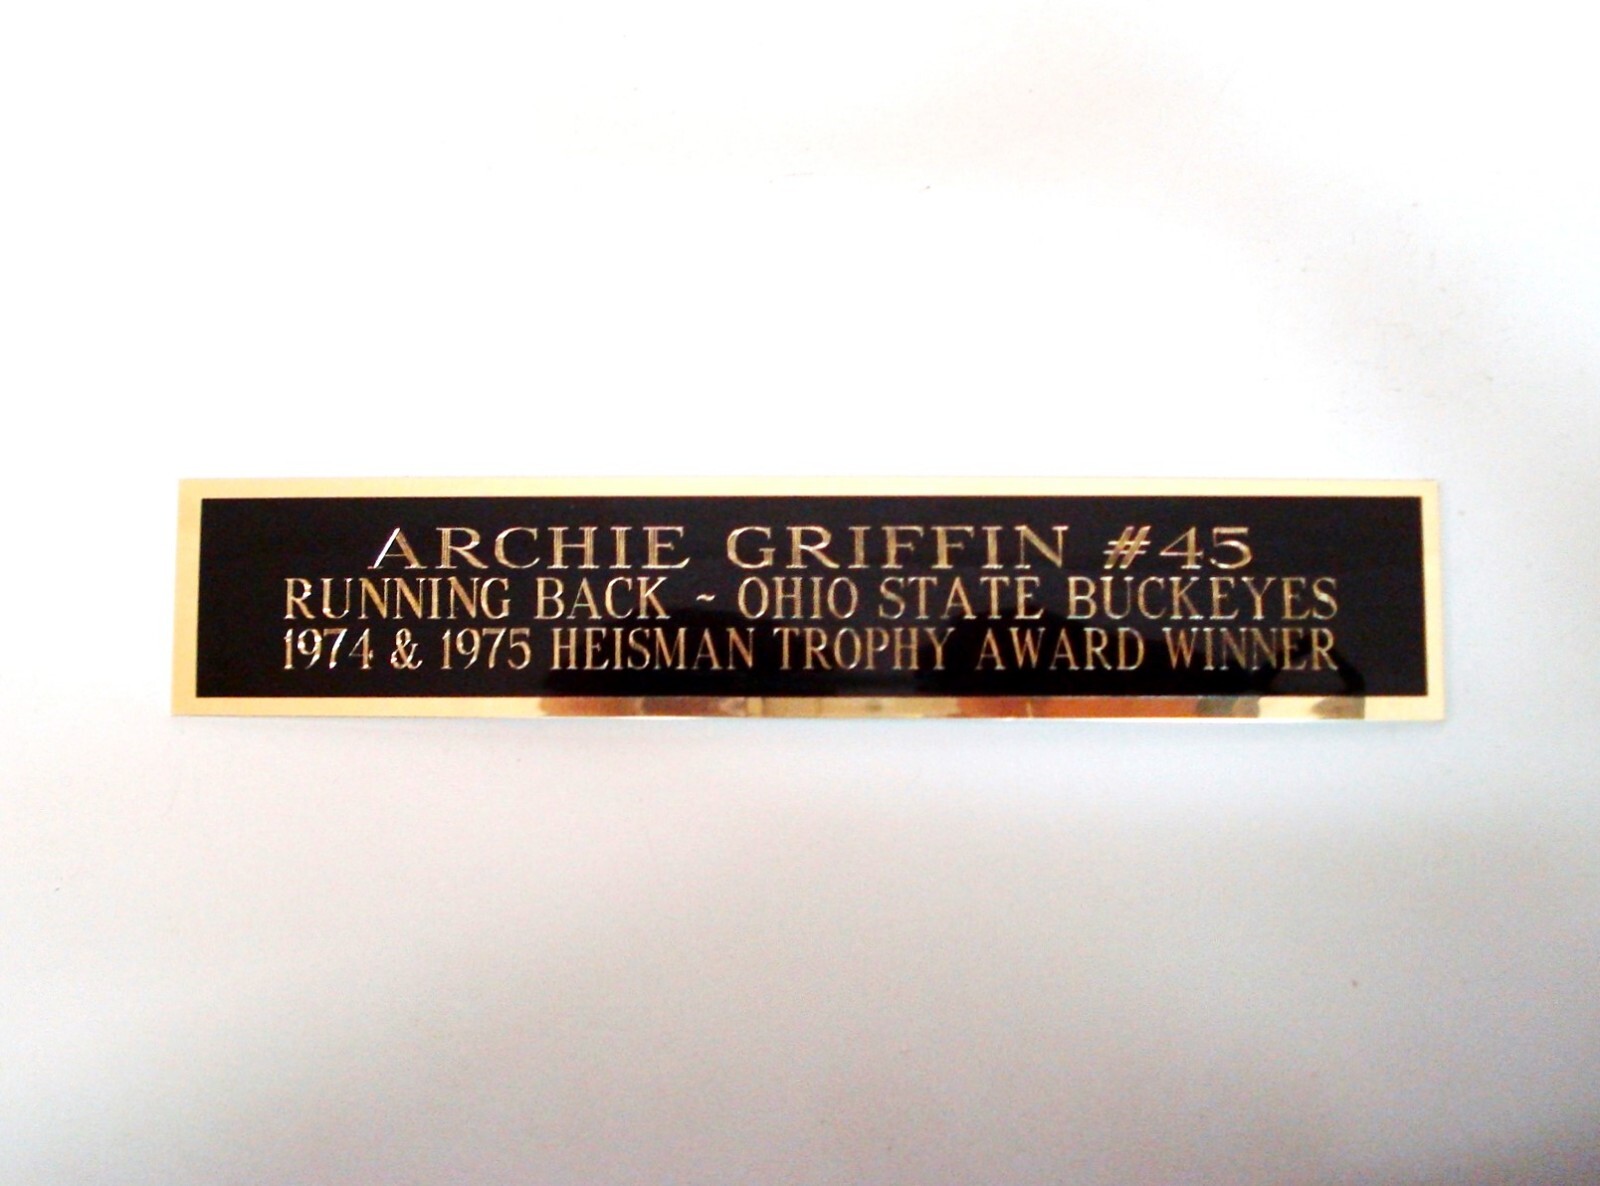 ARCHIE GRIFFIN #45
RUNNING BACK ~ OHIO STATE BUCKEYES
1974 & 1975 HEISMAN TROPHY AWARD WINNER